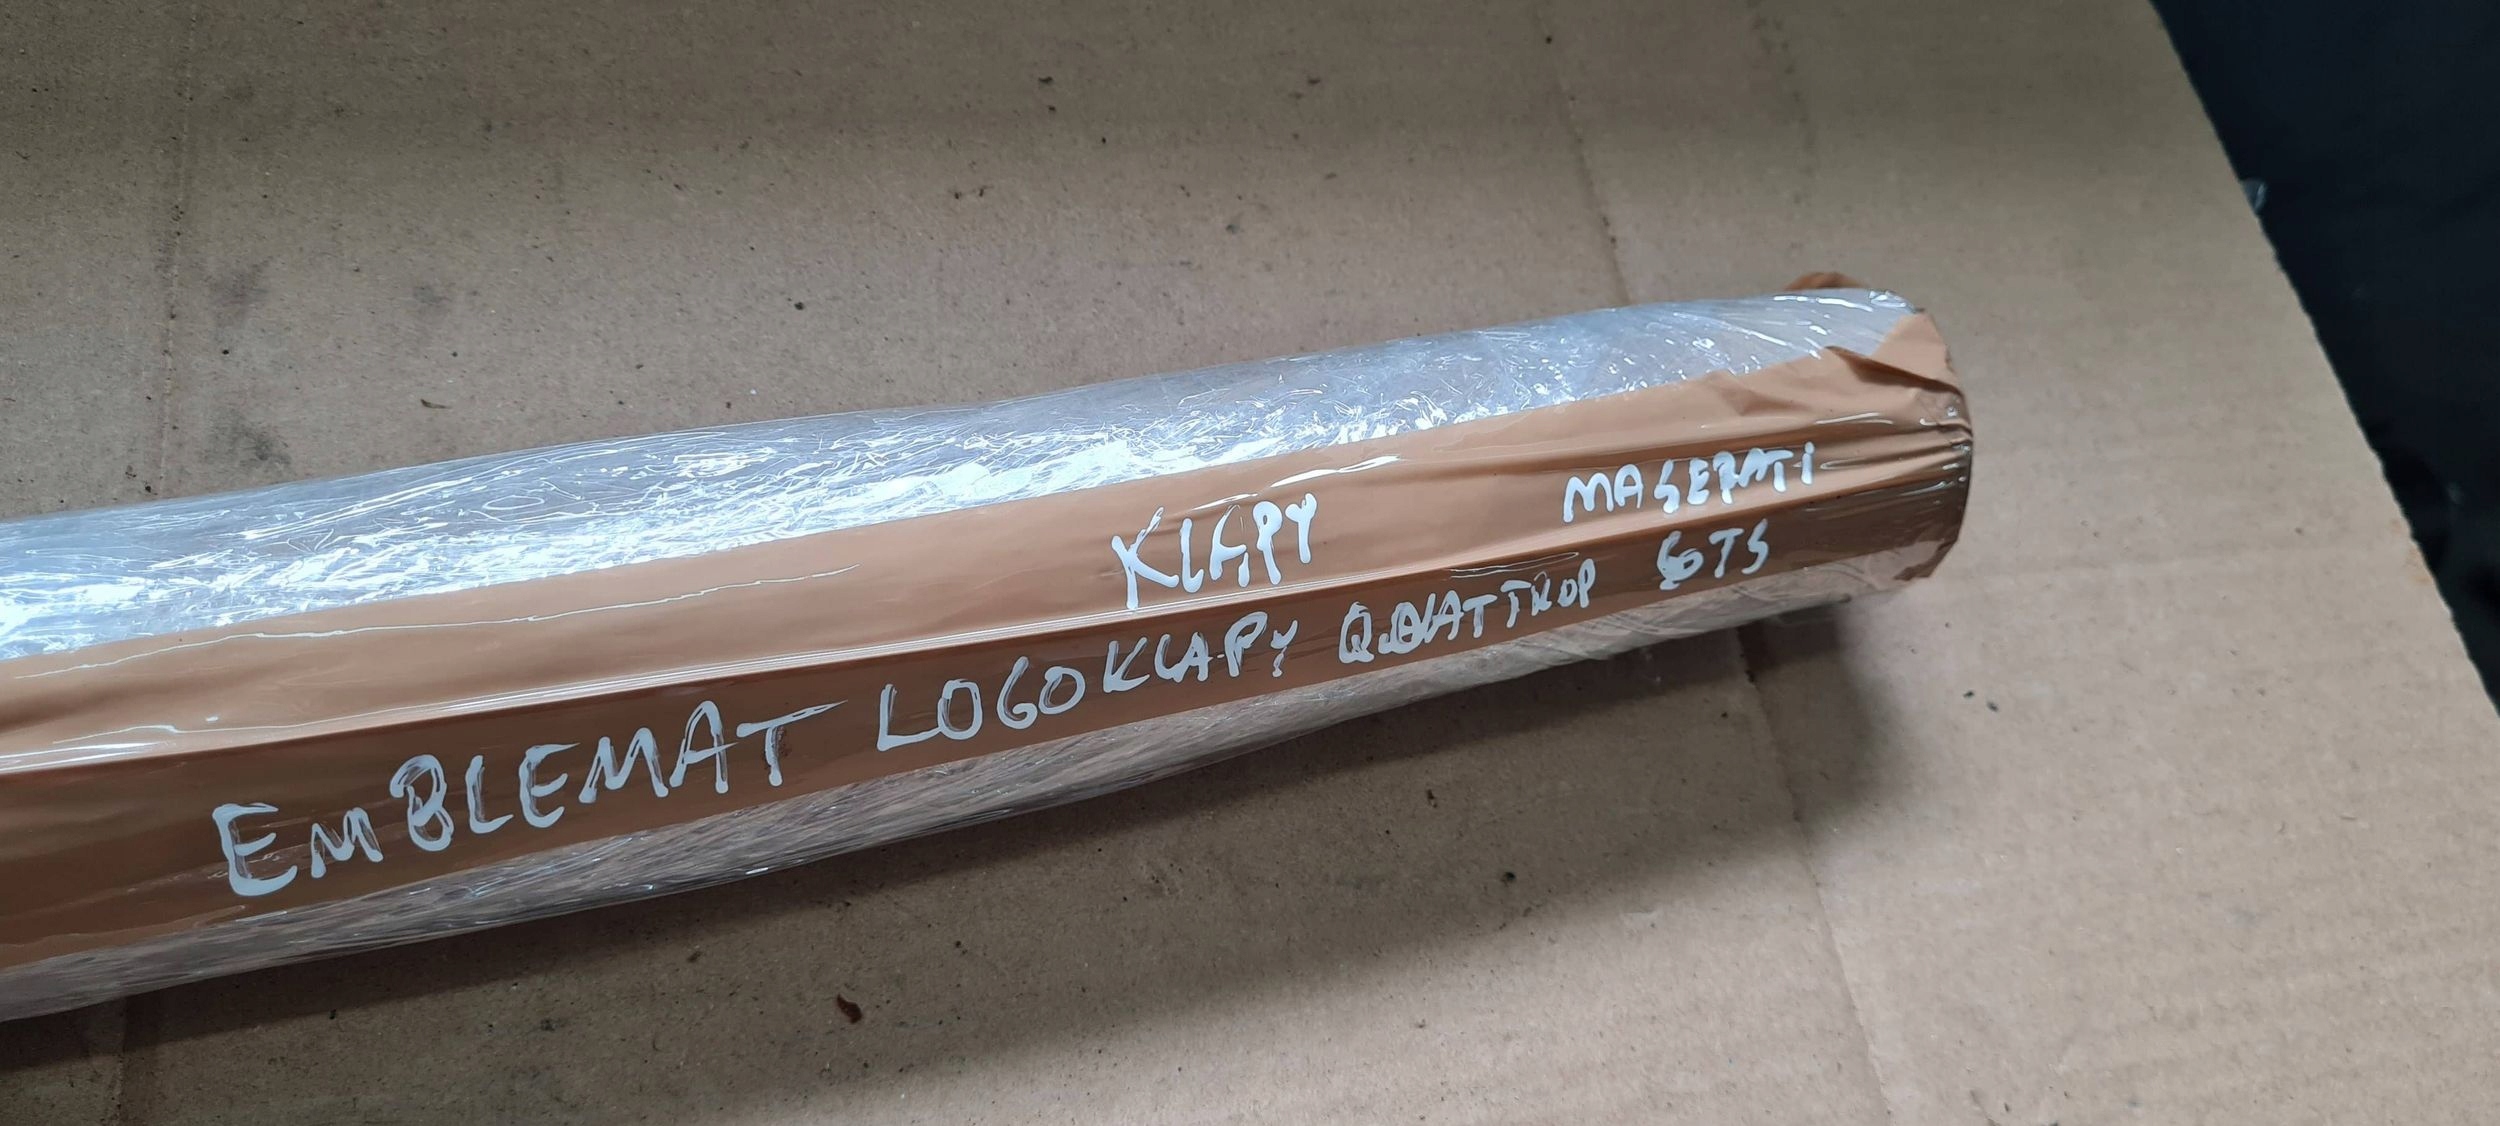 KLAPY MASERATI
EMBLEMAT LOGO KLAPY QUATTROP GTS